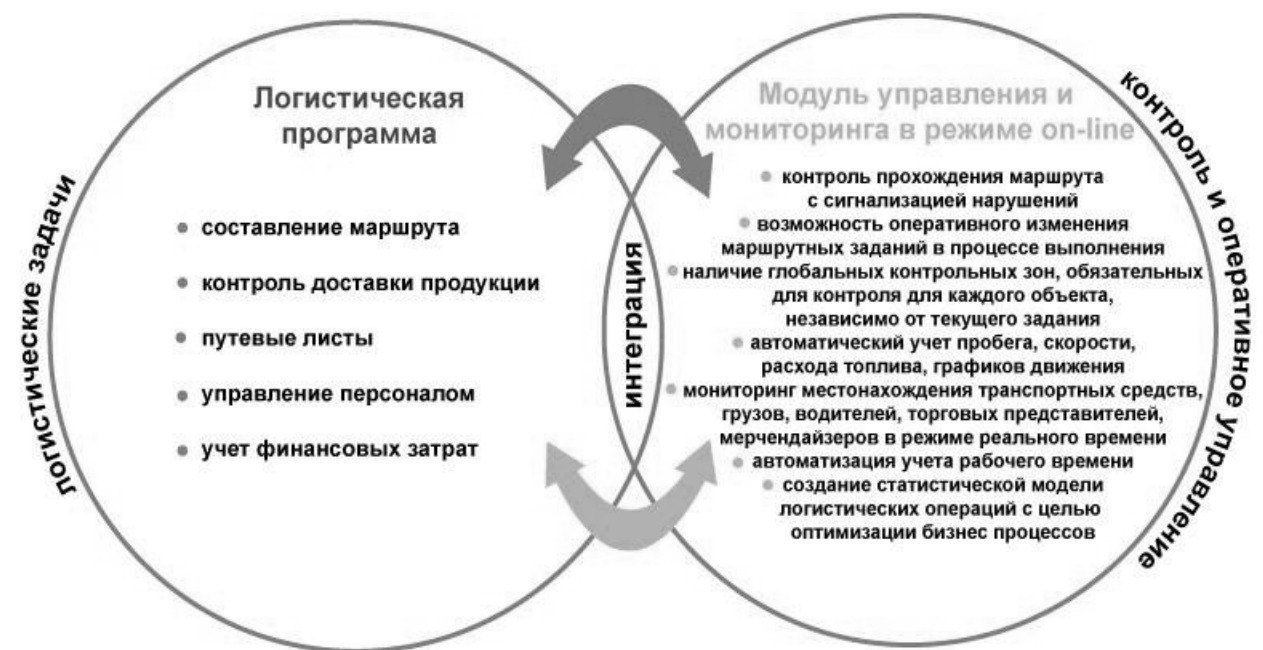 логистические задачи
Логистическая
программа
составление маршрута
контроль доставки продукции
путевые листы
управление персоналом
учет финансовых затрат
интеграция
Модуль управления и
мониторинга в режиме on-line
контроль прохождения маршрута
с сигнализацией нарушений
возможность оперативного изменения
маршрутных заданий в процессе выполнения
наличие глобальных контрольных зон, обязательных
для контроля для каждого объекта,
независимо от текущего задания
автоматический учет пробега, скорости,
расхода топлива, графиков движения
мониторинг местонахождения транспортных средств,
грузов, водителей, торговых представителей,
мерчендайзеров в режиме реального времени
автоматизация учета рабочего времени
создание статистической модели
логистических операций с целью
оптимизации бизнес процессов
контроль и оперативное управление